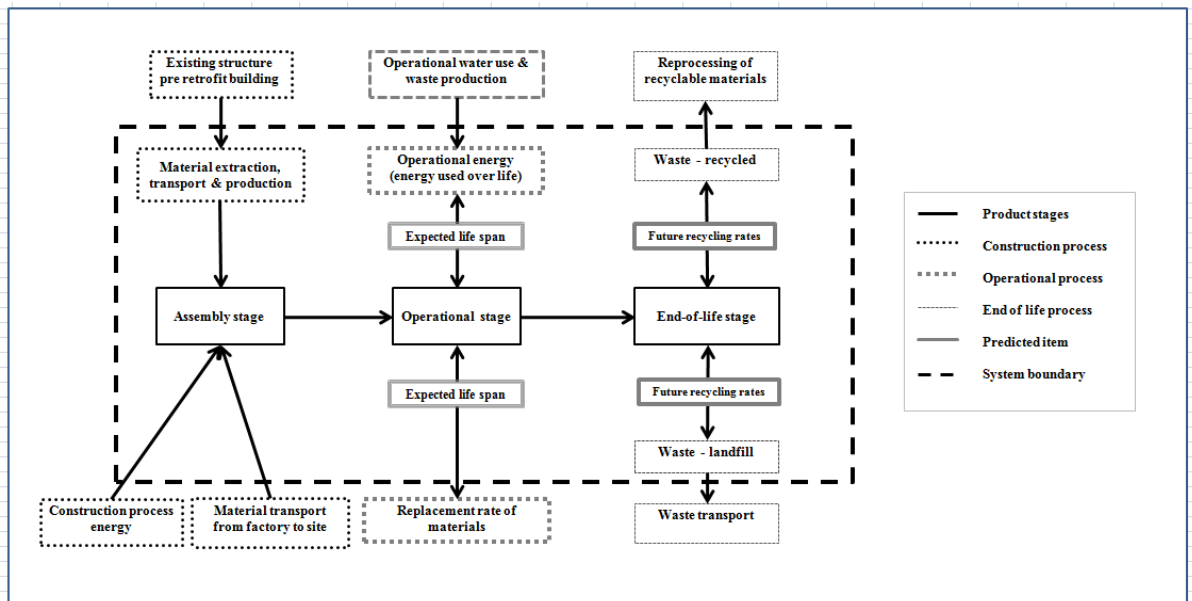 Existing structure
pre retrofit building
Operational water use &
waste production
Reprocessing of
recyclable materials
Material extraction,
transport & production
Operational energy
(energy used over life)
Waste - recycled
Expected life span
Future recycling rates
Assembly stage
Operational stage
End-of-life stage
Expected life span
Future recycling rates
Waste - landfill
Construction process
energy
Material transport
from factory to site
Replacement rate of
materials
Waste transport
Product stages
Construction process
Operational process
End of life process
Predicted item
System boundary